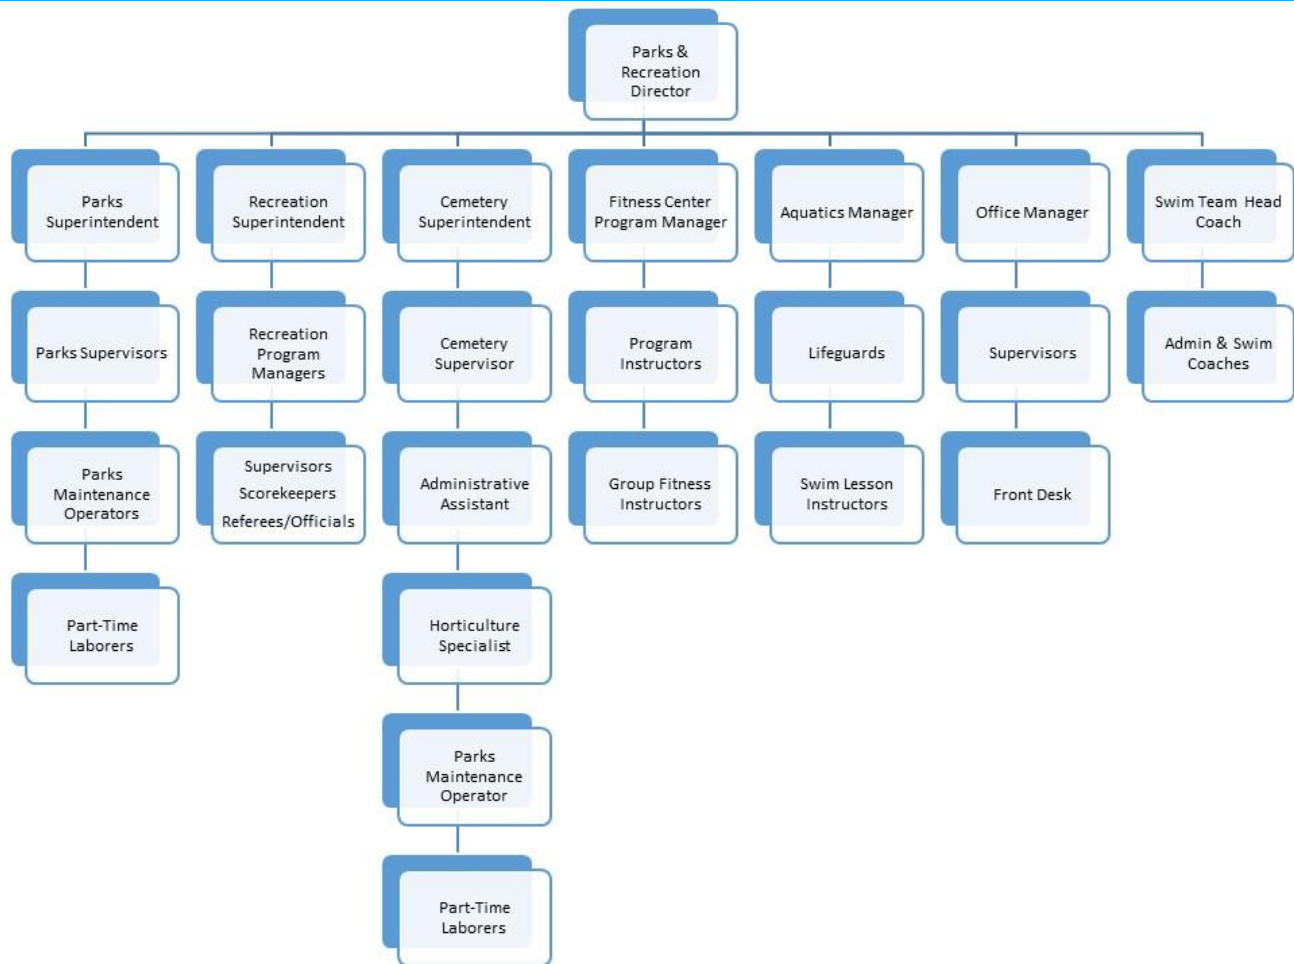 Parks &
Recreation
Director
Parks
Superintendent
Recreation
Superintendent
Cemetery
Superintendent
Fitness Center
Program Manager
Aquatics Manager
Office Manager
Swim Team Head
Coach
Parks Supervisors
Recreation
Program
Managers
Cemetery
Supervisor
Program
Instructors
Lifeguards
Supervisors
Admin & Swim
Coaches
Parks
Maintenance
Operators
Supervisors
Scorekeepers
Referees/Officials
Administrative
Assistant
Group Fitness
Instructors
Swim Lesson
Instructors
Front Desk
Part-Time
Laborers
Horticulture
Specialist
Parks
Maintenance
Operator
Part-Time
Laborers